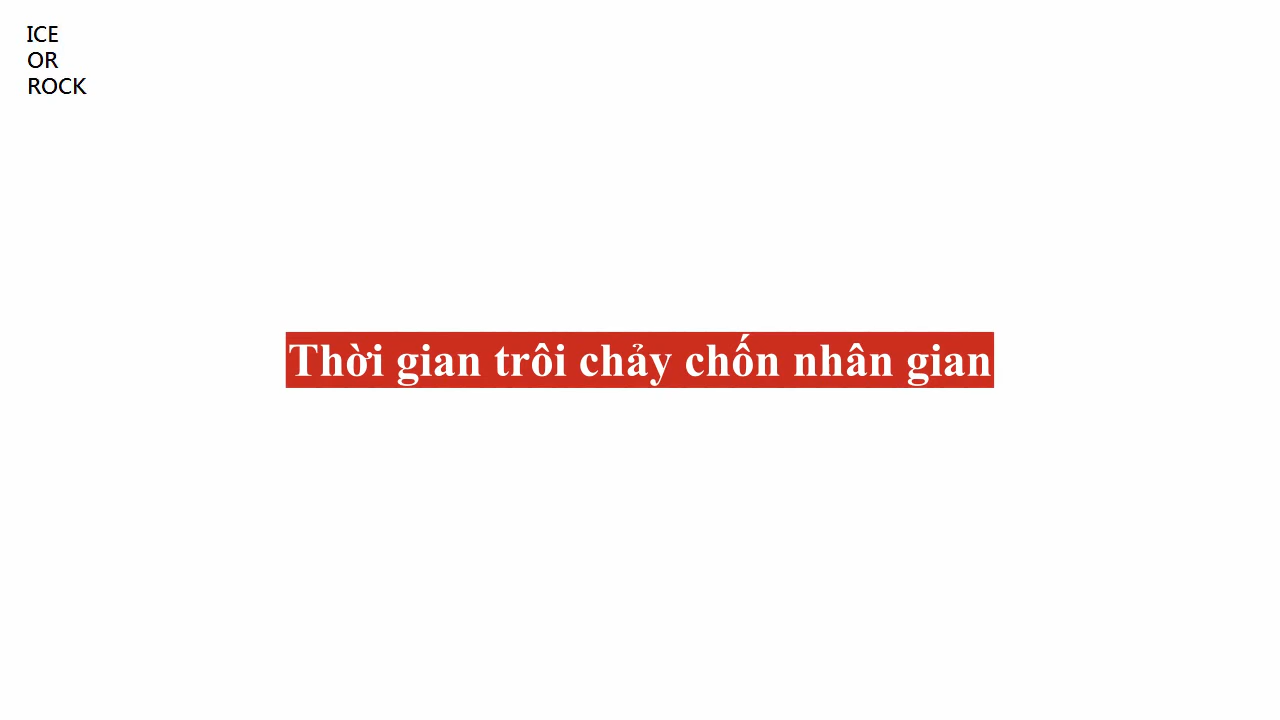 ICE
OR
ROCK
Thời gian trôi chảy chốn nhân gian